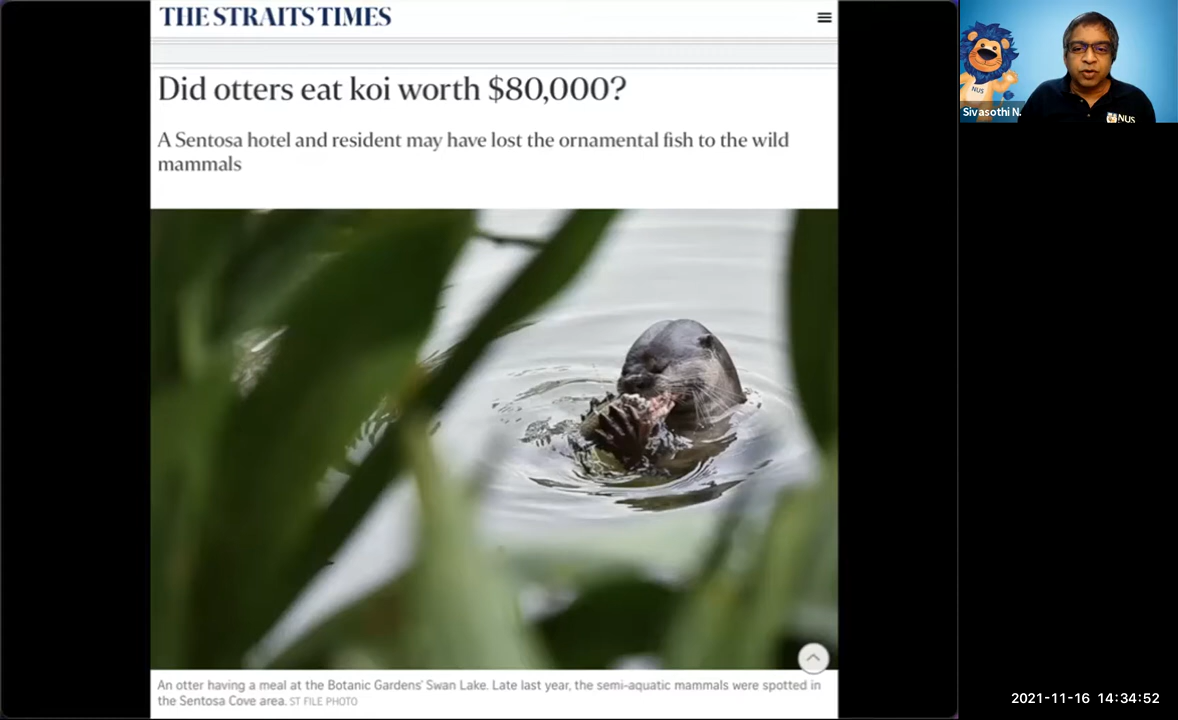 THE STRAITS TIMES
Did otters eat koi worth $80,000?
A Sentosa hotel and resident may have lost the ornamental fish to the wild
mammals
An otter having a meal at the Botanic Gardens' Swan Lake. Late last year, the semi-aquatic mammals were spotted in
the Sentosa Cove area. ST FILE PHOTO
NUS
Sivasothi N.
NUS
2021-11-16 14:34:52